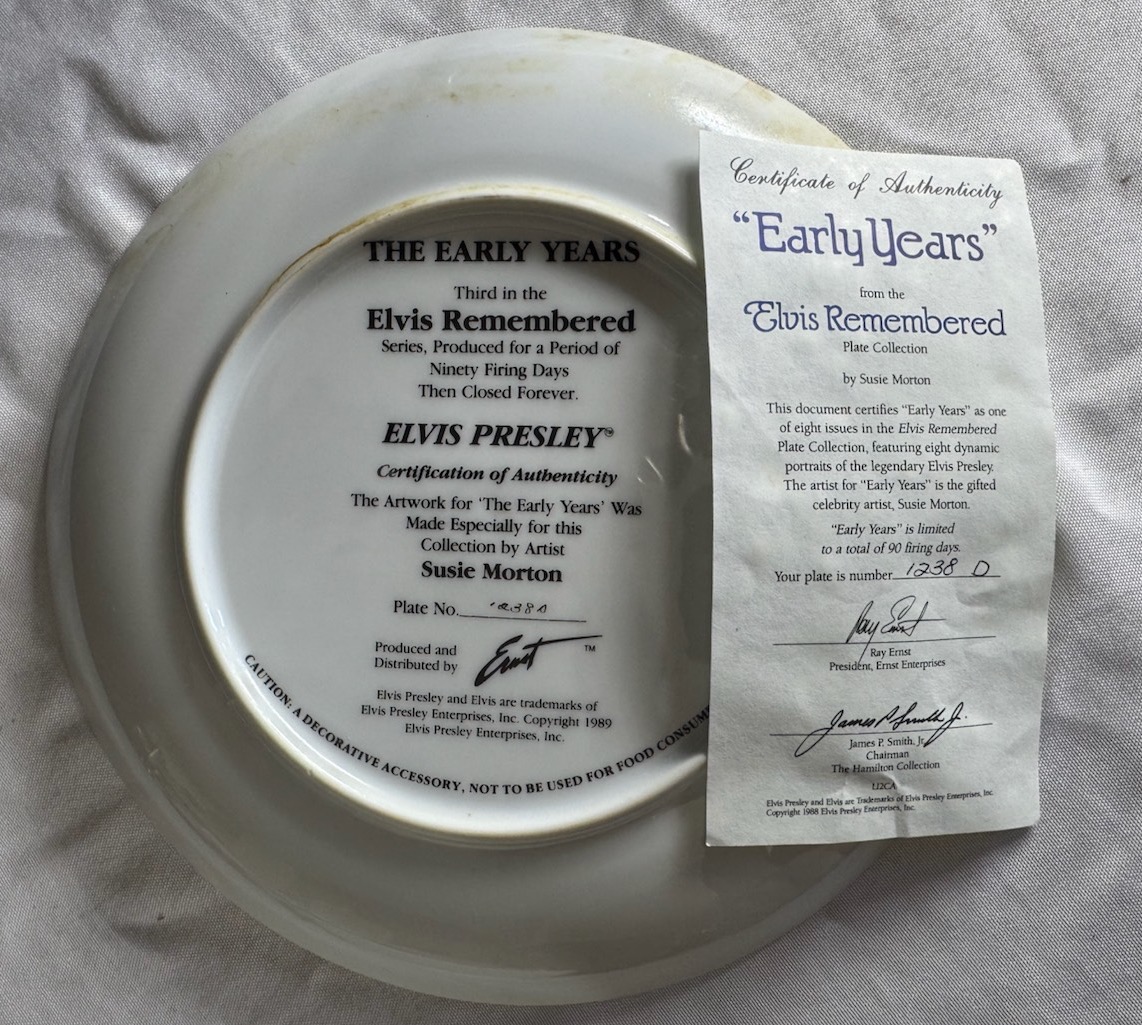 THE EARLY YEARS
Third in the
Elvis Remembered
Series, Produced for a Period of
Ninety Firing Days
Then Closed Forever.
ELVIS PRESLEY
Certification of Authenticity
The Artwork for 'The Early Years' Was
Made Especially for this
Collection by Artist
Susie Morton
Plate No. 1238 D
Produced and
Distributed by Ernst ™
Elvis Presley and Elvis are trademarks of
Elvis Presley Enterprises, Inc. Copyright 1989
Elvis Presley Enterprises, Inc.
CAUTION: A DECORATIVE ACCESSORY, NOT TO BE USED FOR FOOD CONSUM
Certificate of Authenticity
"Early Years"
from the
Elvis Remembered
Plate Collection
by Susie Morton
This document certifies "Early Years" as one
of eight issues in the Elvis Remembered
Plate Collection, featuring eight dynamic
portraits of the legendary Elvis Presley.
The artist for "Early Years" is the gifted
celebrity artist, Susie Morton.
"Early Years" is limited
to a total of 90 firing days.
Your plate is number 1238 D
Ray Ernst
Ray Ernst
President, Ernst Enterprises
James P. Smith Jr.
James P. Smith, Jr.
Chairman
The Hamilton Collection
U2CA
Elvis Presley and Elvis are Trademarks of Elvis Presley Enterprises, Inc.
Copyright 1988 Elvis Presley Enterprises, Inc.